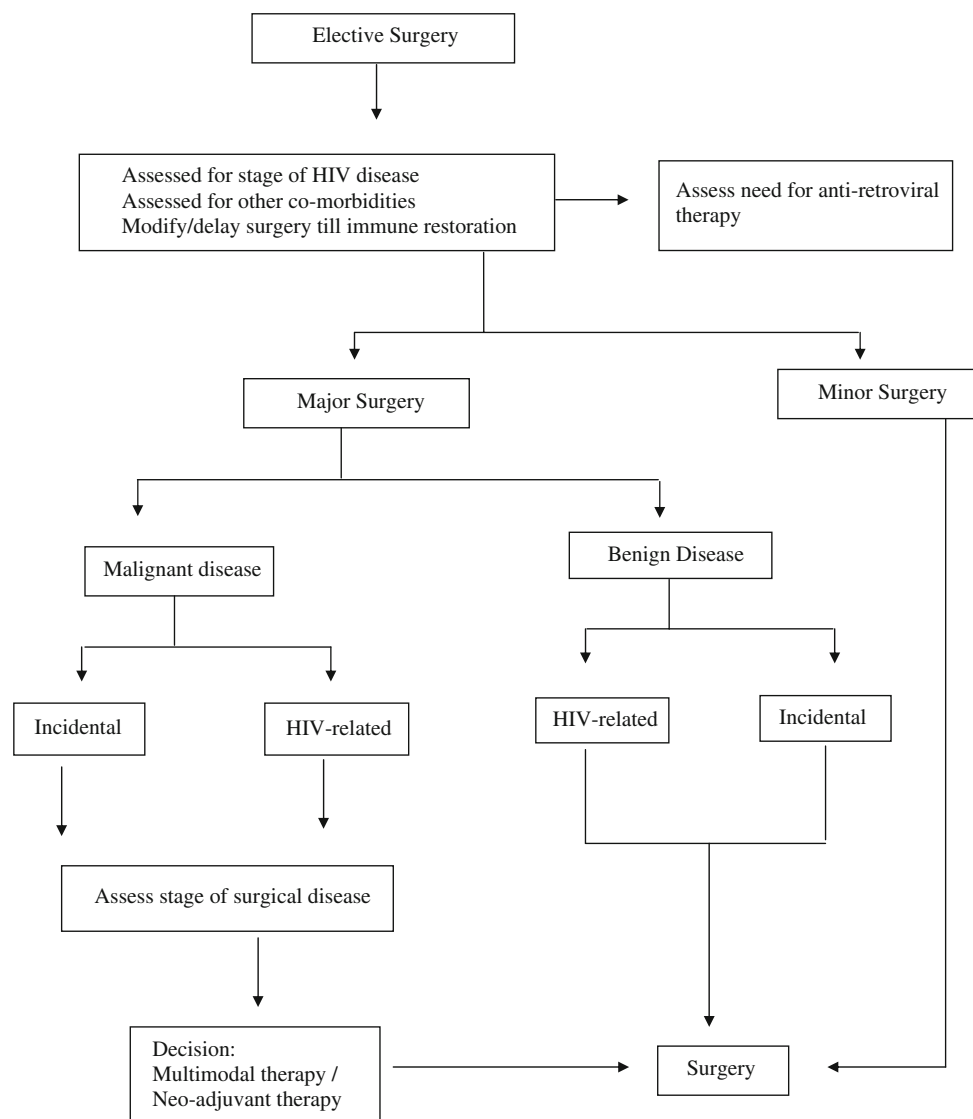 Elective Surgery
Assessed for stage of HIV disease
Assessed for other co-morbidities
Modify/delay surgery till immune restoration
Assess need for anti-retroviral
therapy
Major Surgery
Minor Surgery
Malignant disease
Benign Disease
Incidental
HIV-related
HIV-related
Incidental
Assess stage of surgical disease
Decision:
Multimodal therapy /
Neo-adjuvant therapy
Surgery